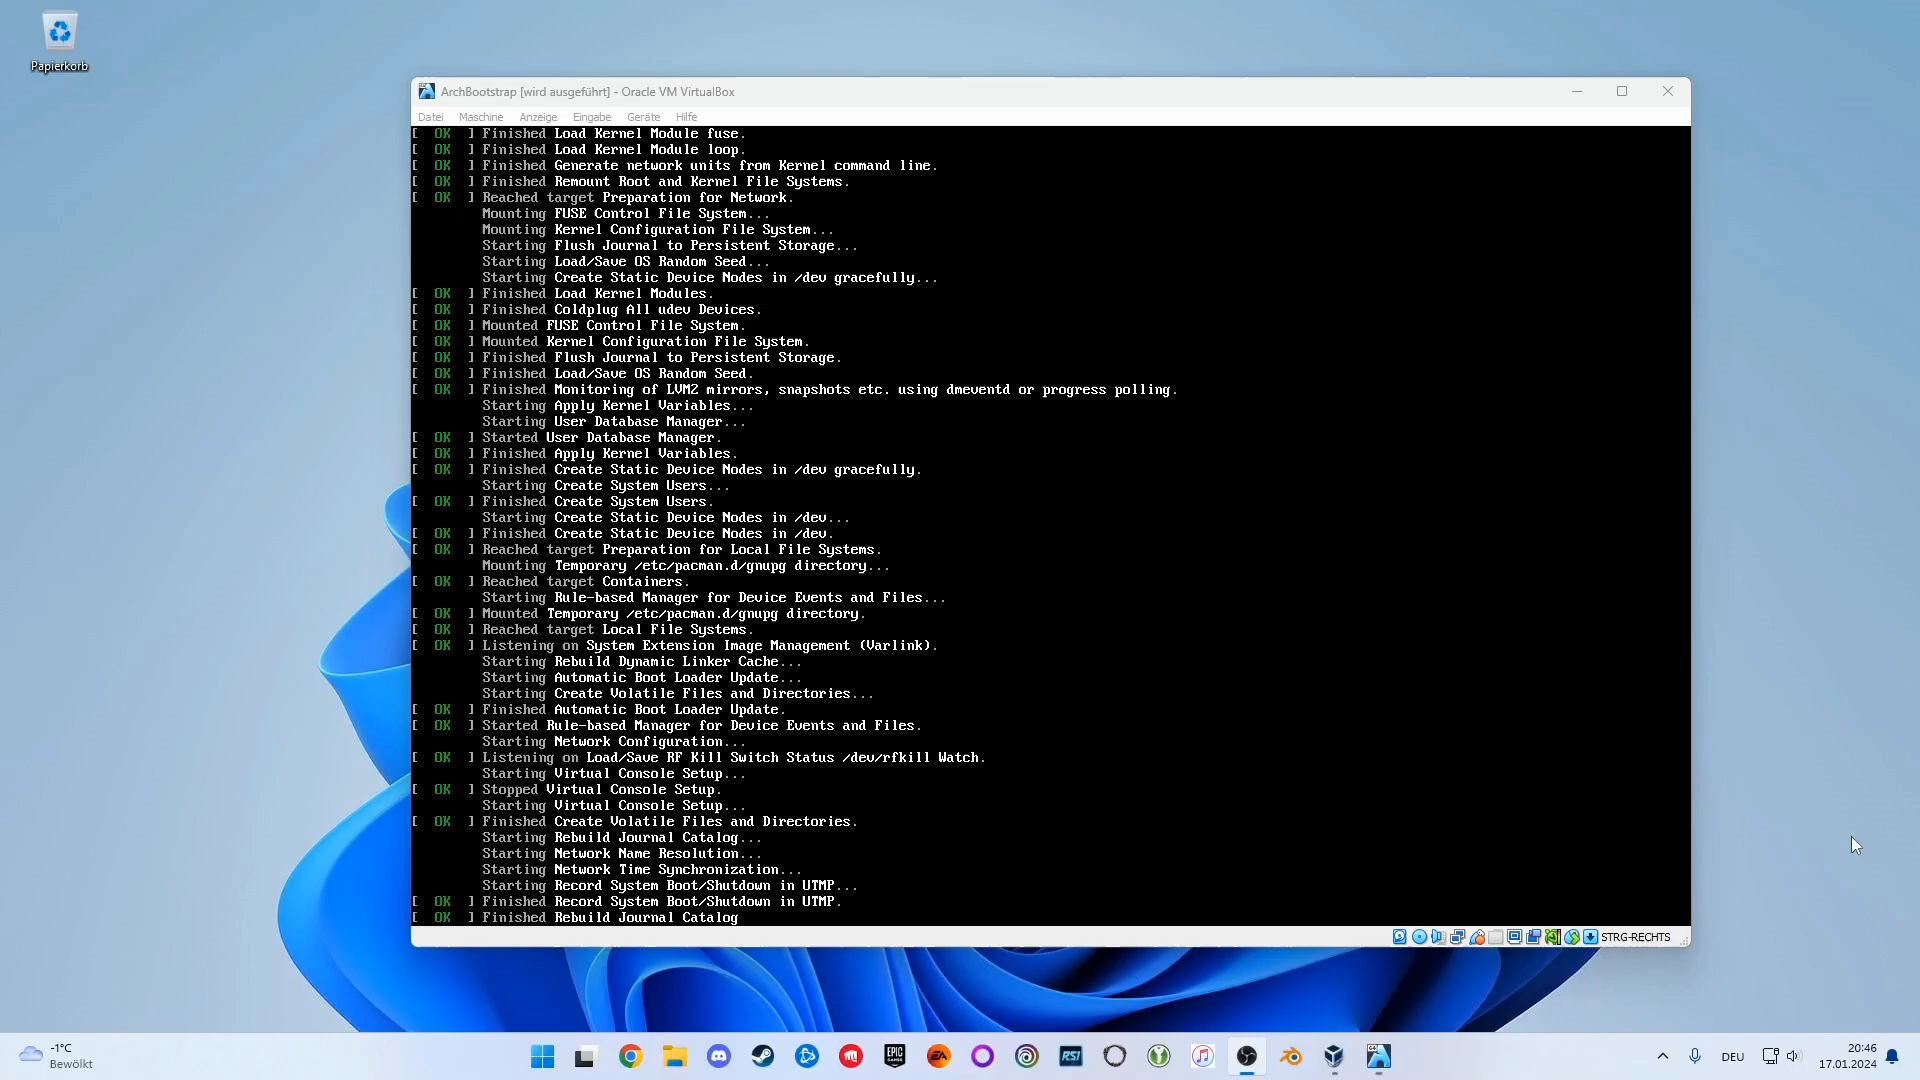 Papierkorb
ArchBootstrap [wird ausgeführt] - Oracle VM VirtualBox
Datei Maschine Anzeige Eingabe Geräte Hilfe
[ OK ] Finished Load Kernel Module fuse.
[ OK ] Finished Load Kernel Module loop.
[ OK ] Finished Generate network units from Kernel command line.
[ OK ] Finished Remount Root and Kernel File Systems.
[ OK ] Reached target Preparation for Network.
Mounting FUSE Control File System...
Mounting Kernel Configuration File System...
Starting Flush Journal to Persistent Storage...
Starting Load/Save OS Random Seed...
Starting Create Static Device Nodes in /dev gracefully...
[ OK ] Finished Load Kernel Modules.
[ OK ] Finished Coldplug All udev Devices.
[ OK ] Mounted FUSE Control File System.
[ OK ] Mounted Kernel Configuration File System.
[ OK ] Finished Flush Journal to Persistent Storage.
[ OK ] Finished Load/Save OS Random Seed.
[ OK ] Finished Monitoring of LVM2 mirrors, snapshots etc. using dmeventd or progress polling.
Starting Apply Kernel Variables...
Starting User Database Manager...
[ OK ] Started User Database Manager.
[ OK ] Finished Apply Kernel Variables.
[ OK ] Finished Create Static Device Nodes in /dev gracefully.
Starting Create System Users...
[ OK ] Finished Create System Users.
Starting Create Static Device Nodes in /dev...
[ OK ] Finished Create Static Device Nodes in /dev.
[ OK ] Reached target Preparation for Local File Systems.
Mounting Temporary /etc/pacman.d/gnupg directory...
[ OK ] Reached target Containers.
Starting Rule-based Manager for Device Events and Files...
[ OK ] Mounted Temporary /etc/pacman.d/gnupg directory.
[ OK ] Reached target Local File Systems.
[ OK ] Listening on System Extension Image Management (Varlink).
Starting Rebuild Dynamic Linker Cache...
Starting Automatic Boot Loader Update...
Starting Create Volatile Files and Directories...
[ OK ] Finished Automatic Boot Loader Update.
[ OK ] Started Rule-based Manager for Device Events and Files.
Starting Network Configuration...
[ OK ] Listening on Load/Save RF Kill Switch Status /dev/rfkill Watch.
Starting Virtual Console Setup...
[ OK ] Stopped Virtual Console Setup.
Starting Virtual Console Setup...
[ OK ] Finished Create Volatile Files and Directories.
Starting Rebuild Journal Catalog...
Starting Network Name Resolution...
Starting Network Time Synchronization...
Starting Record System Boot/Shutdown in UTMP...
[ OK ] Finished Record System Boot/Shutdown in UTMP.
[ OK ] Finished Rebuild Journal Catalog
STRG-RECHTS
-1°C
Bewölkt
EPIC GAMES
EA
RSI
DEU
20:46
17.01.2024